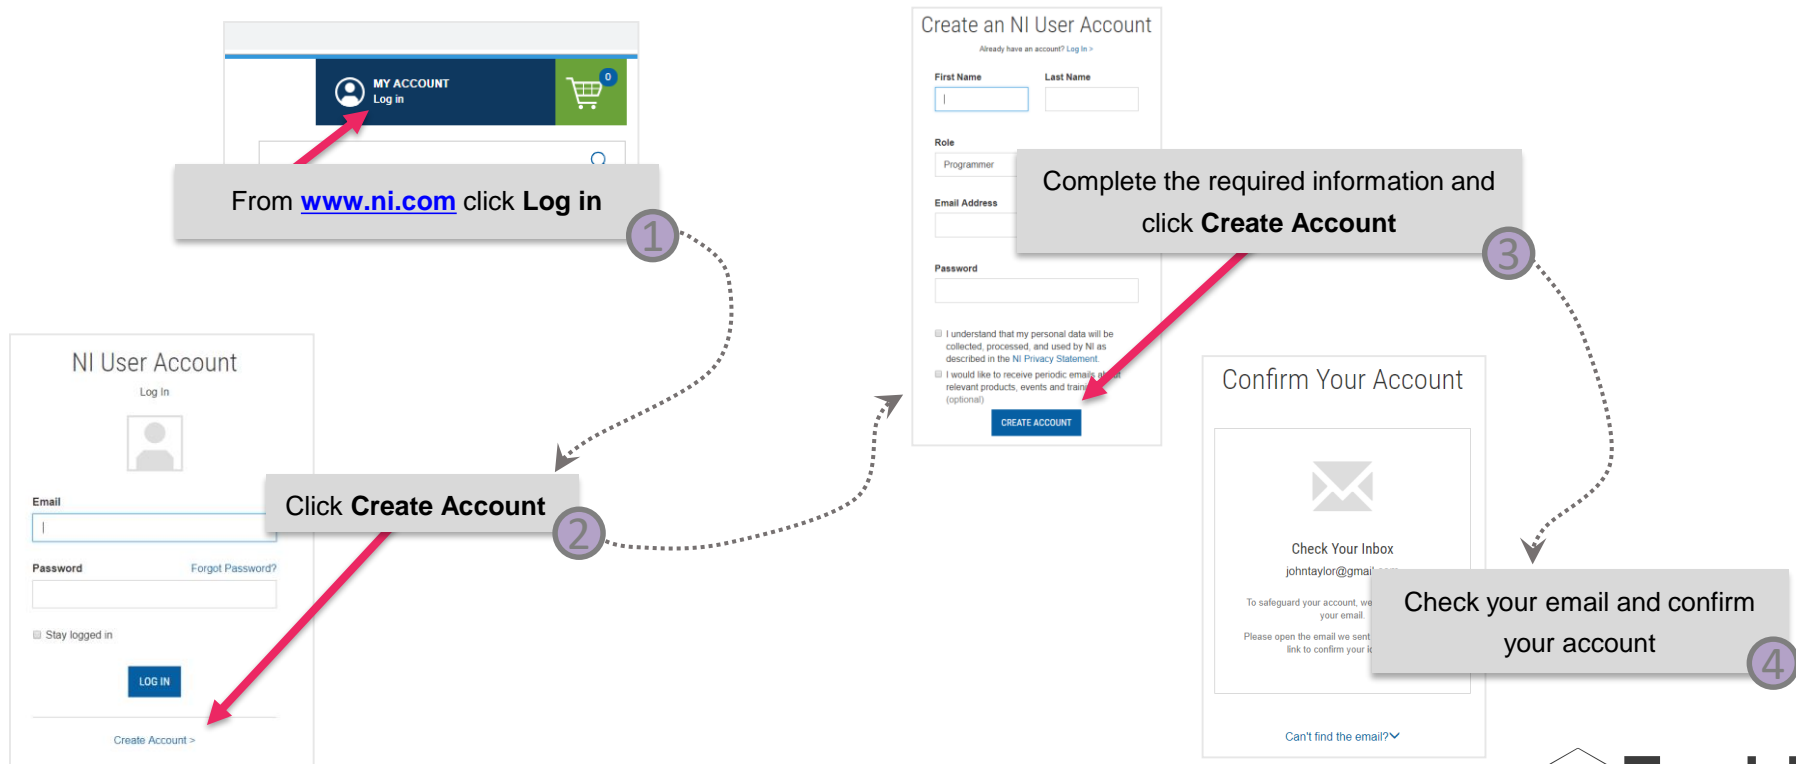 MY ACCOUNT
Log in
0
From www.ni.com click Log in
1
NI User Account
Log In
Email
Password Forgot Password?
Stay logged in
LOG IN
Create Account >
Click Create Account
2
Create an NI User Account
Already have an account? Log In >
First Name Last Name
Role
Programmer
Email Address
Password
I understand that my personal data will be
collected, processed, and used by NI as
described in the NI Privacy Statement.
I would like to receive periodic emails
relevant products, events and
(optional)
CREATE ACCOUNT
Complete the required information and
click Create Account
3
Confirm Your Account
Check Your Inbox
johntaylor@gmail
To safeguard your account, we
your email.
Please open the email we sent
link to confirm your
Can't find the email?
Check your email and confirm
your account
4